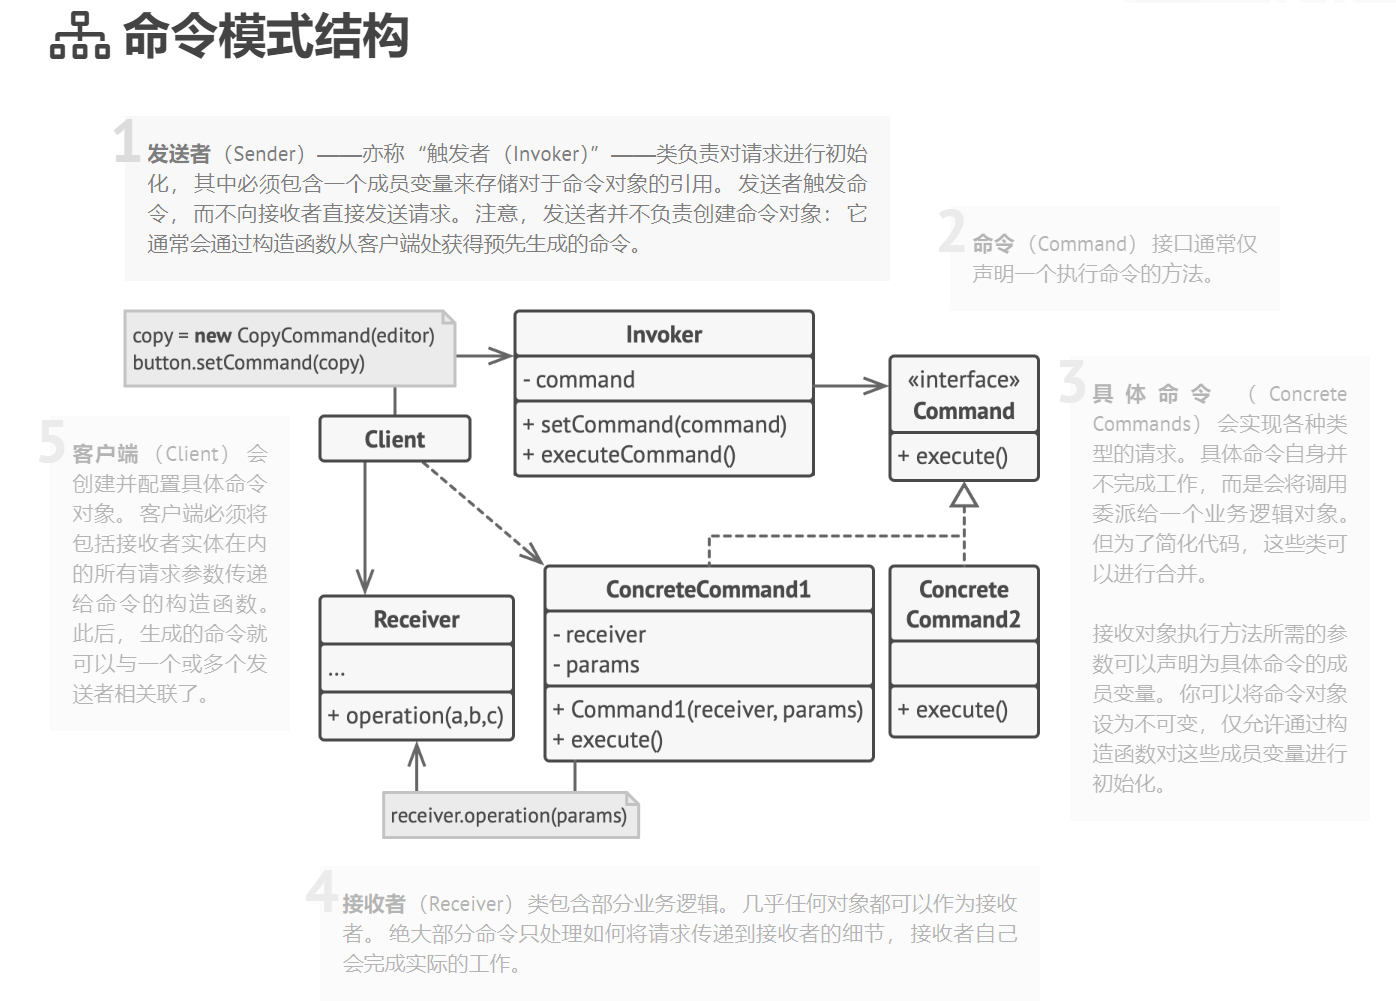 命令模式结构
1
发送者（Sender）——亦称“触发者（Invoker）”——类负责对请求进行初始
化，其中必须包含一个成员变量来存储对于命令对象的引用。发送者触发命
令，而不向接收者直接发送请求。注意，发送者并不负责创建命令对象：它
通常会通过构造函数从客户端处获得预先生成的命令。
2
命令（Command）接口通常仅
声明一个执行命令的方法。
copy = new CopyCommand(editor)
button.setCommand(copy)
Invoker
- command
+ setCommand(command)
+ executeCommand()
«interface»
Command
+ execute()
3
具体命令（Concrete
Commands）会实现各种类
型的请求。具体命令自身并
不完成工作，而是会将调用
委派给一个业务逻辑对象。
但为了简化代码，这些类可
以进行合并。
接收对象执行方法所需的参
数可以声明为具体命令的成
员变量。你可以将命令对象
设为不可变，仅允许通过构
造函数对这些成员变量进行
初始化。
Client
5
客户端（Client）会
创建并配置具体命令
对象。客户端必须将
包括接收者实体在内
的所有请求参数传递
给命令的构造函数。
此后，生成的命令就
可以与一个或多个发
送者相关联了。
Receiver
...
+ operation(a,b,c)
ConcreteCommand1
- receiver
- params
+ Command1(receiver, params)
+ execute()
Concrete
Command2
+ execute()
receiver.operation(params)
4
接收者（Receiver）类包含部分业务逻辑。几乎任何对象都可以作为接收
者。绝大部分命令只处理如何将请求传递到接收者的细节，接收者自己
会完成实际的工作。